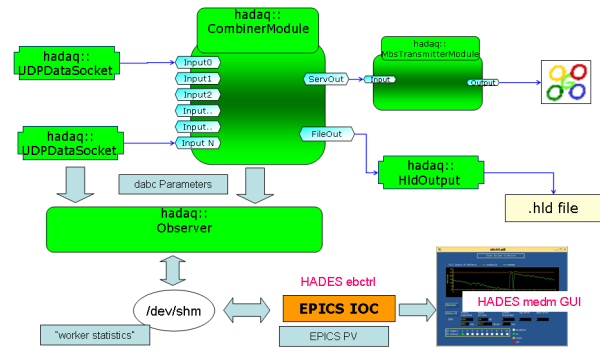 hadaq::
CombinerModule
hadaq::
UDPDataSocket
Input0
Input1
Input2
Input..
Input..
Input N
ServOut
FileOut
hadaq::
MbsTransmitterModule
Input
Output
hadaq::
UDPDataSocket
hadaq::
HldOutput
.hld file
dabc Parameters
hadaq::
Observer
/dev/shm
"worker statistics"
HADES ebctrl
EPICS IOC
EPICS PV
HADES medm GUI